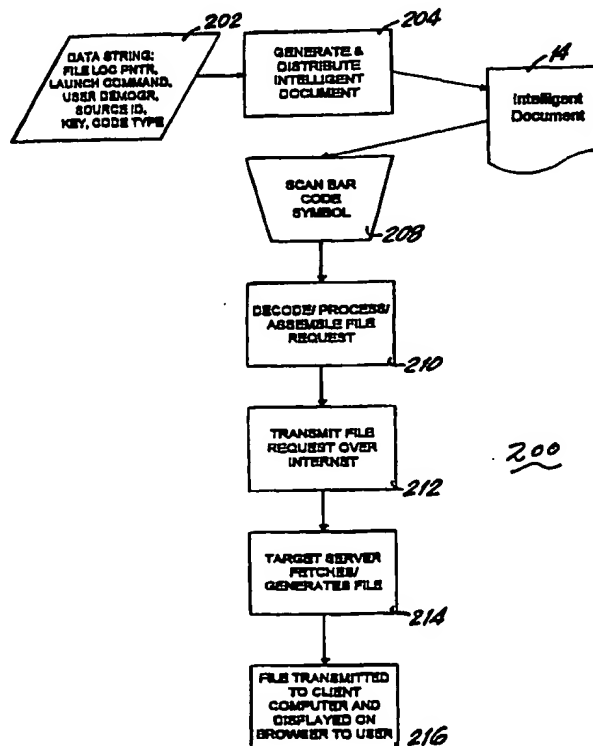 202
DATA STRING:
FILE LOC PNTR,
LAUNCH COMMAND,
USER DEMOGR,
SOURCE ID,
KEY, CODE TYPE
204
GENERATE &
DISTRIBUTE
INTELLIGENT
DOCUMENT
14
Intelligent
Document
SCAN BAR
CODE
SYMBOL
208
DECODE/ PROCESS/
ASSEMBLE FILE
REQUEST
210
TRANSMIT FILE
REQUEST OVER
INTERNET
212
200
TARGET SERVER
FETCHES/
GENERATES FILE
214
FILE TRANSMITTED
TO CLIENT
COMPUTER AND
DISPLAYED ON
BROWSER TO USER
216